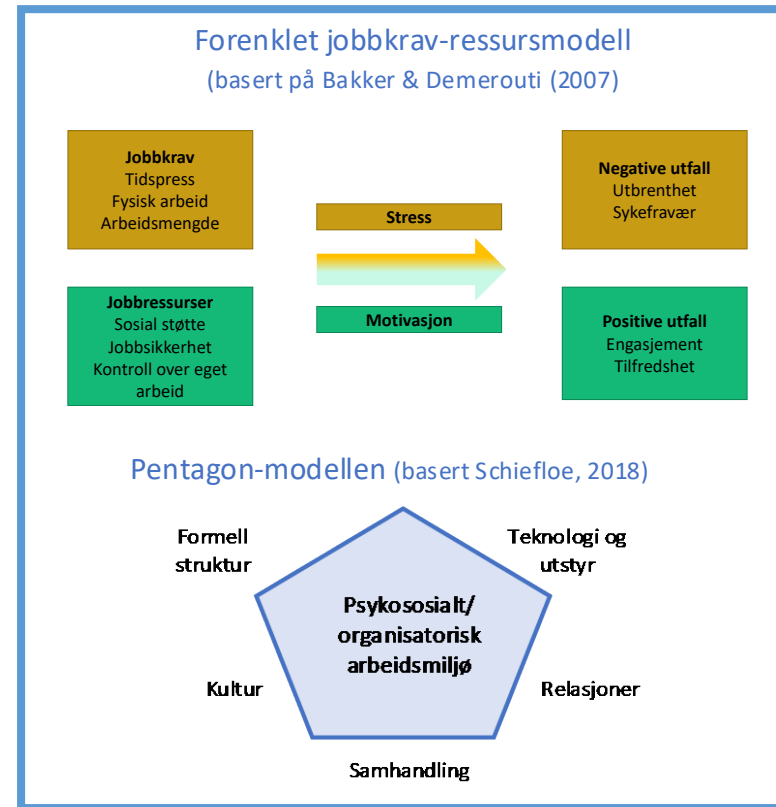 Forenklet jobbkrav-ressursmodell
(basert på Bakker & Demerouti (2007)
Jobbkrav
Tidspress
Fysisk arbeid
Arbeidsmengde
Stress
Negative utfall
Utbrenthet
Sykefravær
Jobbressurser
Sosial støtte
Jobbsikkerhet
Kontroll over eget
arbeid
Motivasjon
Positive utfall
Engasjement
Tilfredshet
Pentagon-modellen (basert Schiefloe, 2018)
Formell
struktur
Teknologi og
utstyr
Psykososialt/
organisatorisk
arbeidsmiljø
Kultur
Relasjoner
Samhandling